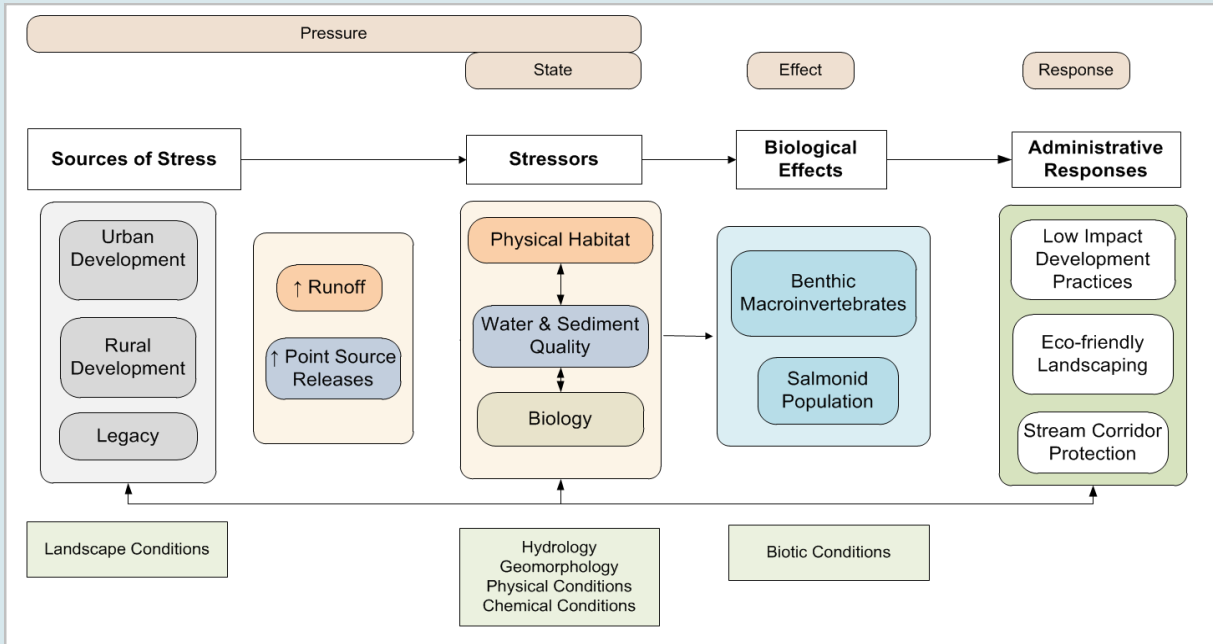 Pressure
State
Effect
Response
Sources of Stress
Stressors
Biological
Effects
Administrative
Responses
Urban
Development
Rural
Development
Legacy
↑ Runoff
↑ Point Source
Releases
Physical Habitat
Water & Sediment
Quality
Biology
Benthic
Macroinvertebrates
Salmonid
Population
Low Impact
Development
Practices
Eco-friendly
Landscaping
Stream Corridor
Protection
Landscape Conditions
Hydrology
Geomorphology
Physical Conditions
Chemical Conditions
Biotic Conditions